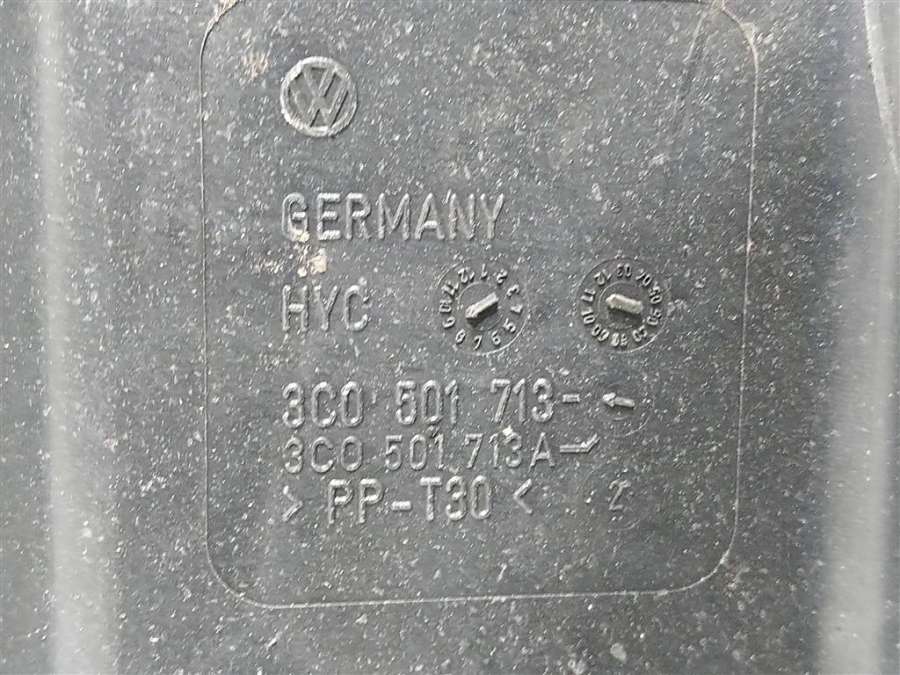 GERMANY
HYC
3C0 501 713-
3C0 501 713A-
> PP-T30 <
2